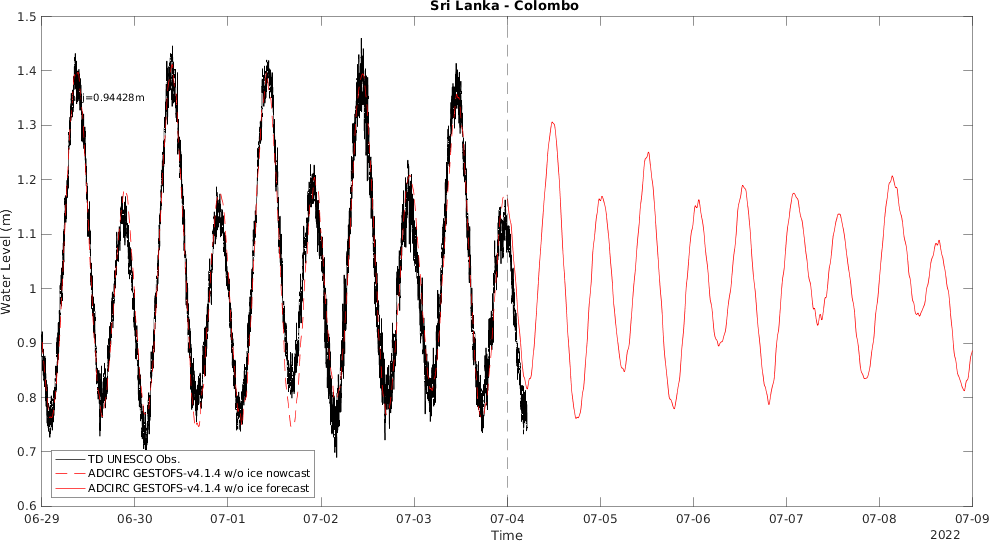 Sri Lanka - Colombo
1.5
1.4
1.3
1.2
1.1
1
0.9
0.8
0.7
0.6
Water Level (m)
=0.94428m
TD UNESCO Obs.
ADCIRC GESTOFS-v4.1.4 w/o ice nowcast
ADCIRC GESTOFS-v4.1.4 w/o ice forecast
06-29 06-30 07-01 07-02 07-03 07-04 07-05 07-06 07-07 07-08 07-09
Time
2022